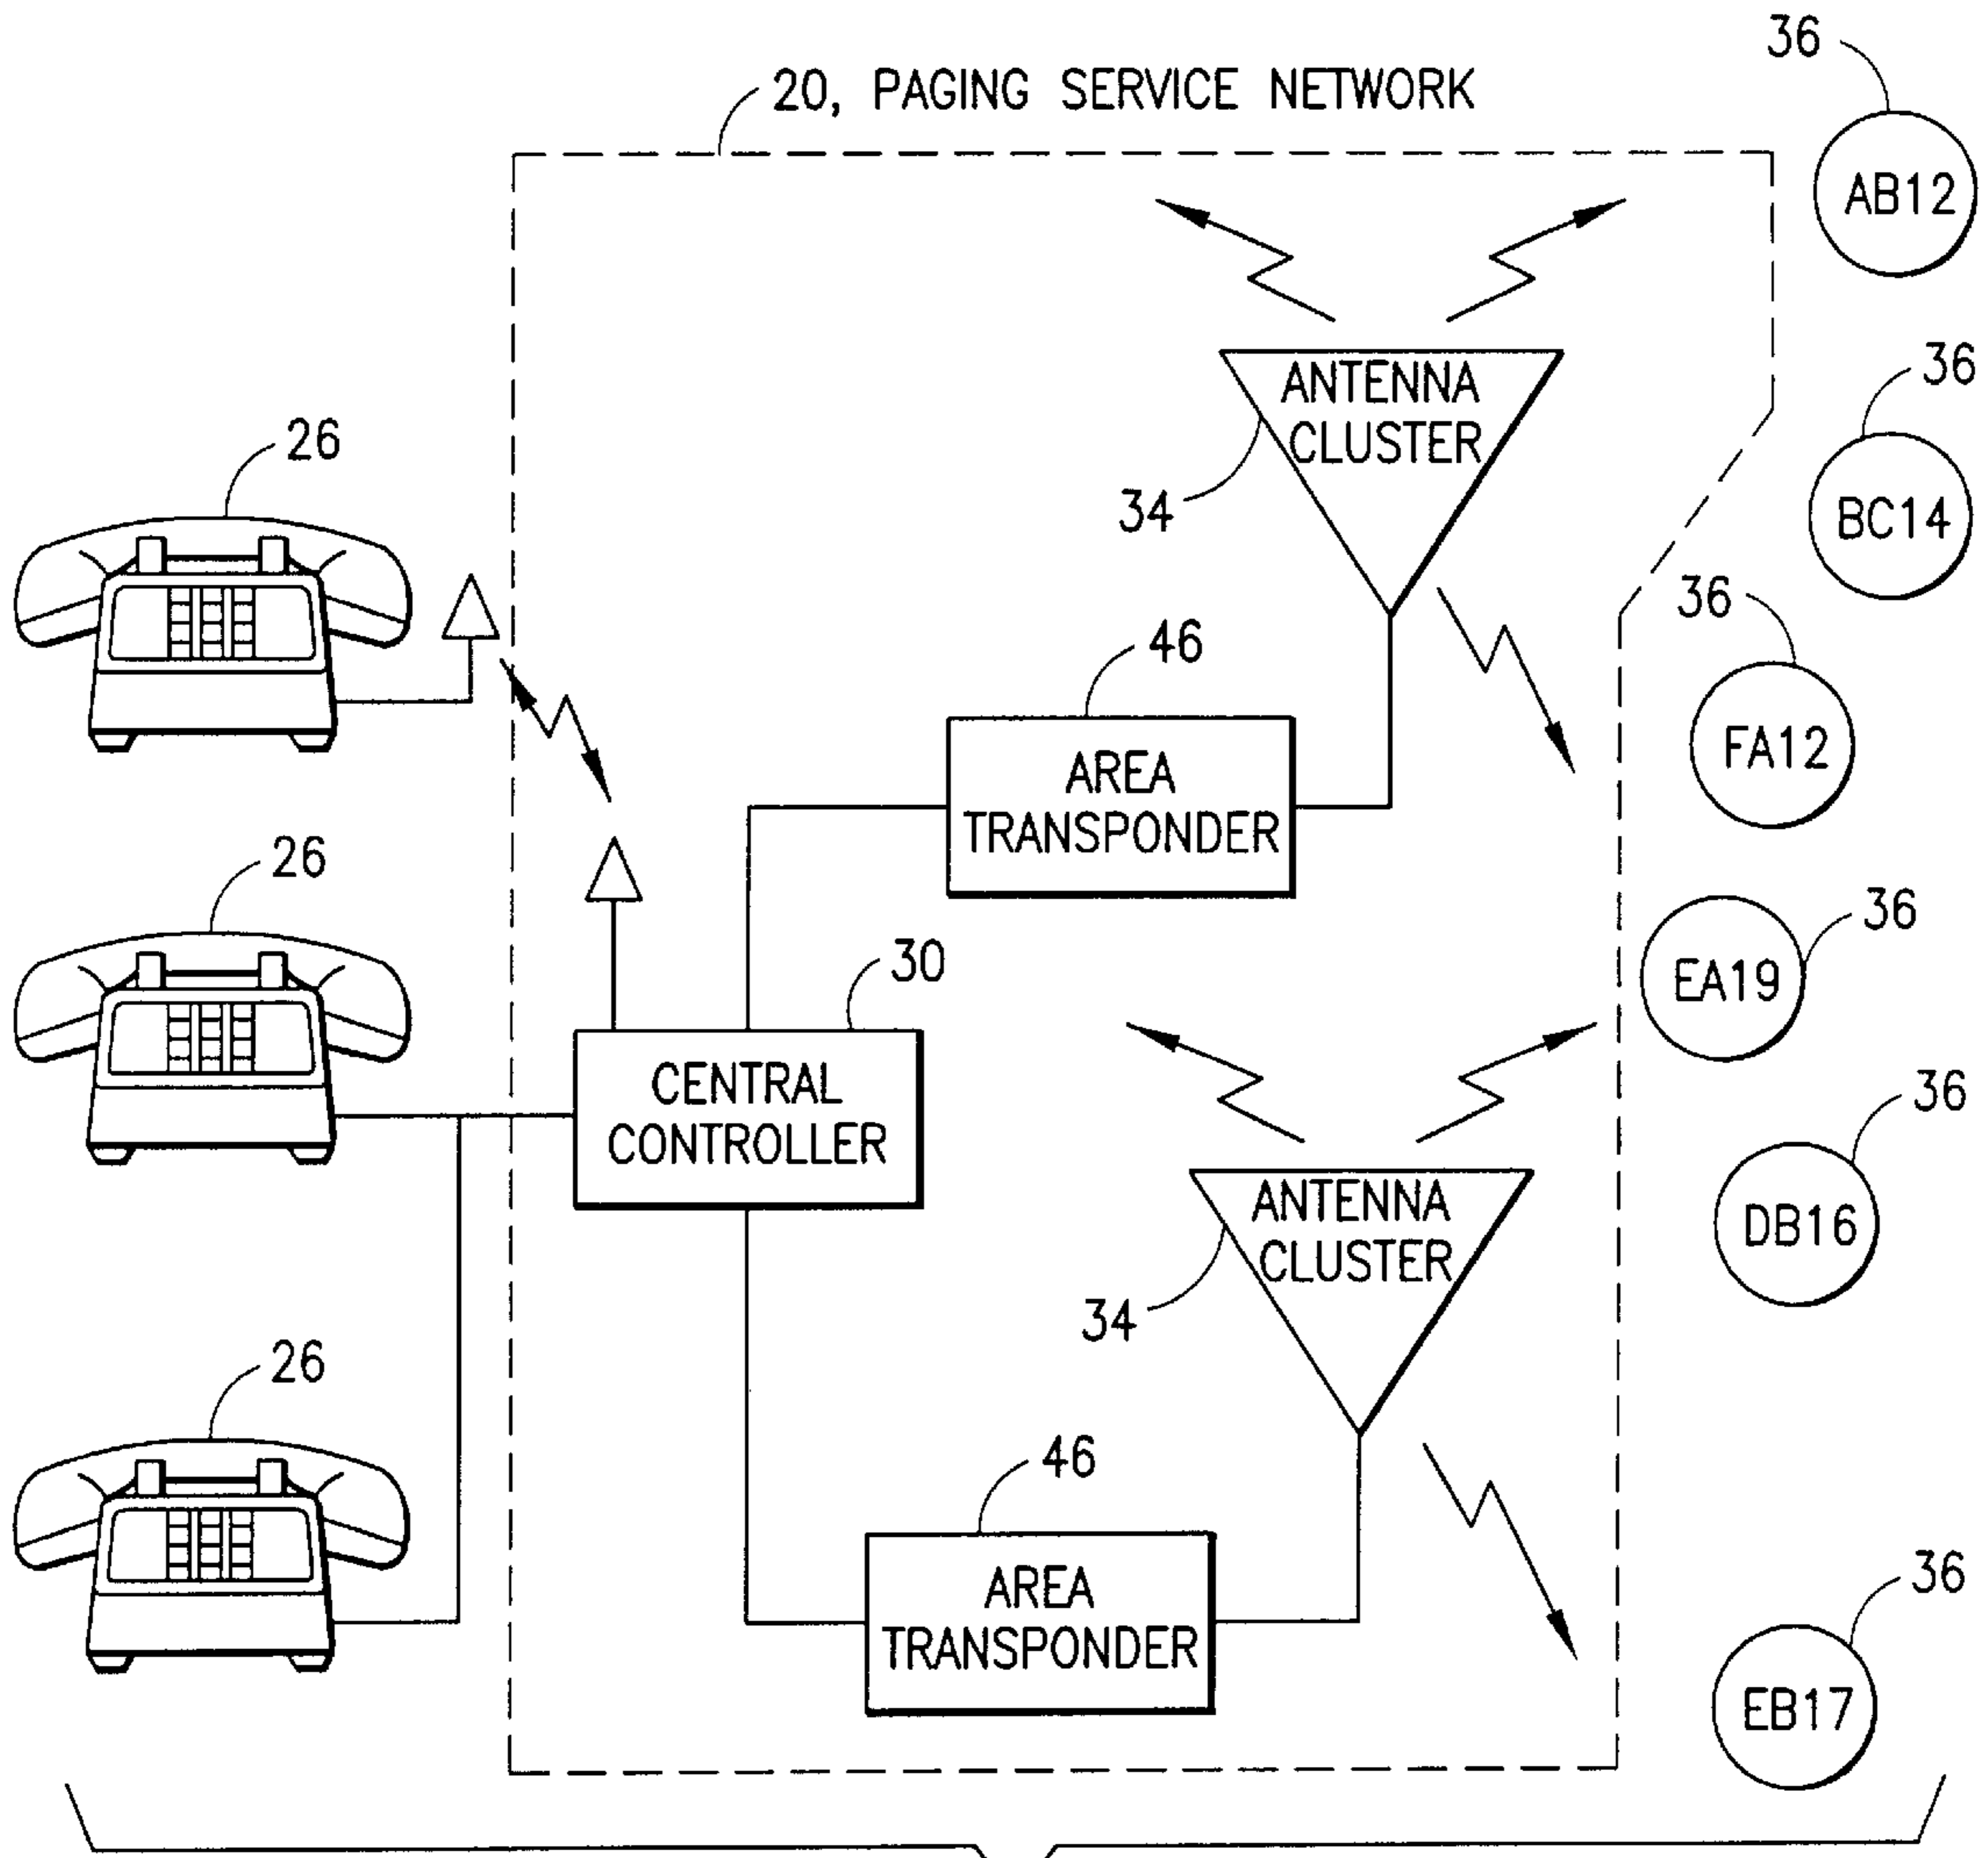 36
20, PAGING SERVICE NETWORK
AB12
36
ANTENNA
CLUSTER
26
34
BC14
36
46
FA12
AREA
TRANSPONDER
26
36
30
EA19
CENTRAL
CONTROLLER
36
ANTENNA
CLUSTER
DB16
34
26
46
36
AREA
TRANSPONDER
EB17